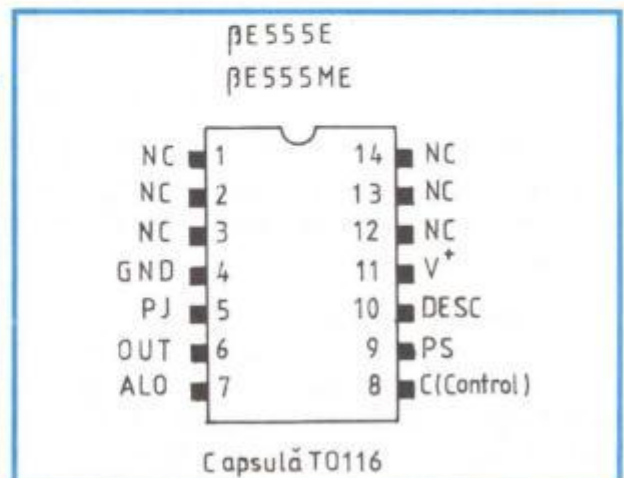 βE555E
βE555ME
NC 1 14 NC
NC 2 13 NC
NC 3 12 NC
GND 4 11 V+
PJ 5 10 DESC
OUT 6 9 PS
ALO 7 8 C(Control)
Capsulă TO116